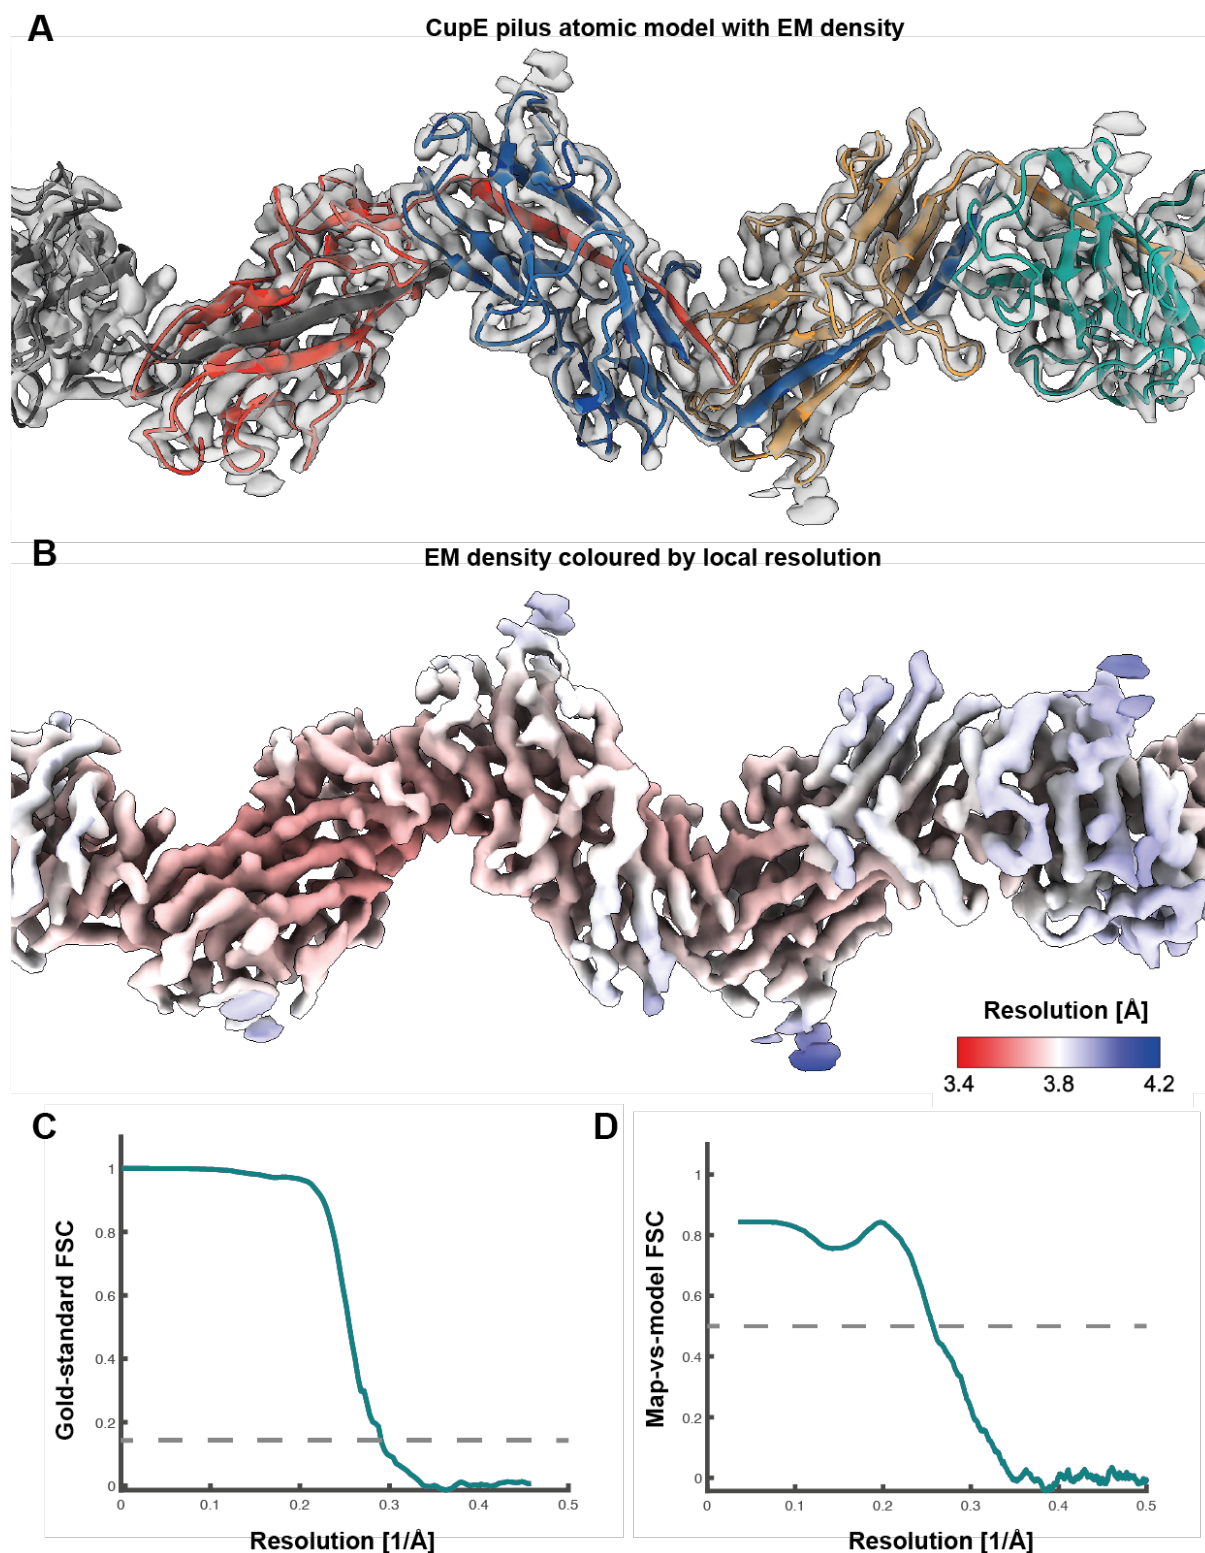 A
CupE pilus atomic model with EM density
B
EM density coloured by local resolution
Resolution [Å]
3.4 3.8 4.2
C
Gold-standard FSC
1
0.8
0.6
0.4
0.2
0
0 0.1 0.2 0.3 0.4 0.5
Resolution [1/Å]
D
Map-vs-model FSC
1
0.8
0.6
0.4
0.2
0
0 0.1 0.2 0.3 0.4 0.5
Resolution [1/Å]